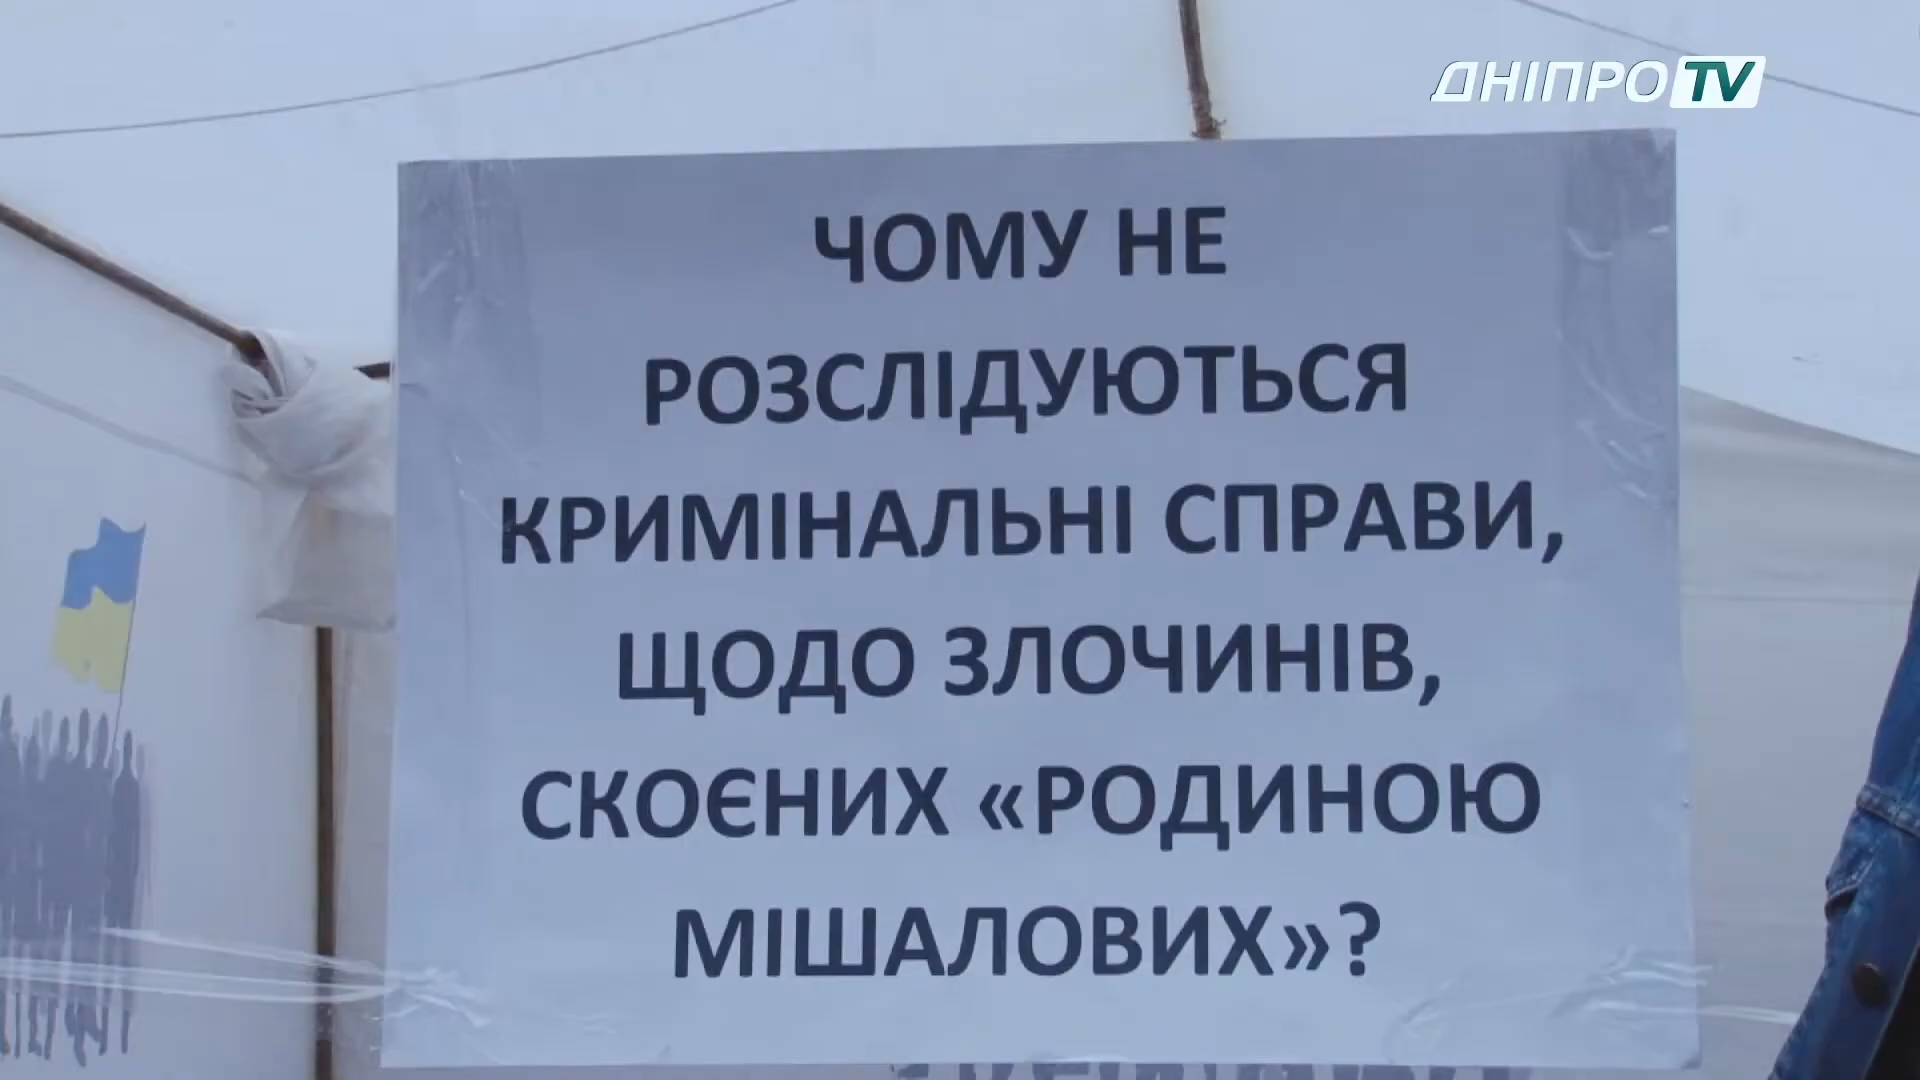 ДНІПРО TV
ЧОМУ НЕ
РОЗСЛІДУЮТЬСЯ
КРИМІНАЛЬНІ СПРАВИ,
ЩОДО ЗЛОЧИНІВ,
СКОЄНИХ «РОДИНОЮ
МІШАЛОВИХ»?